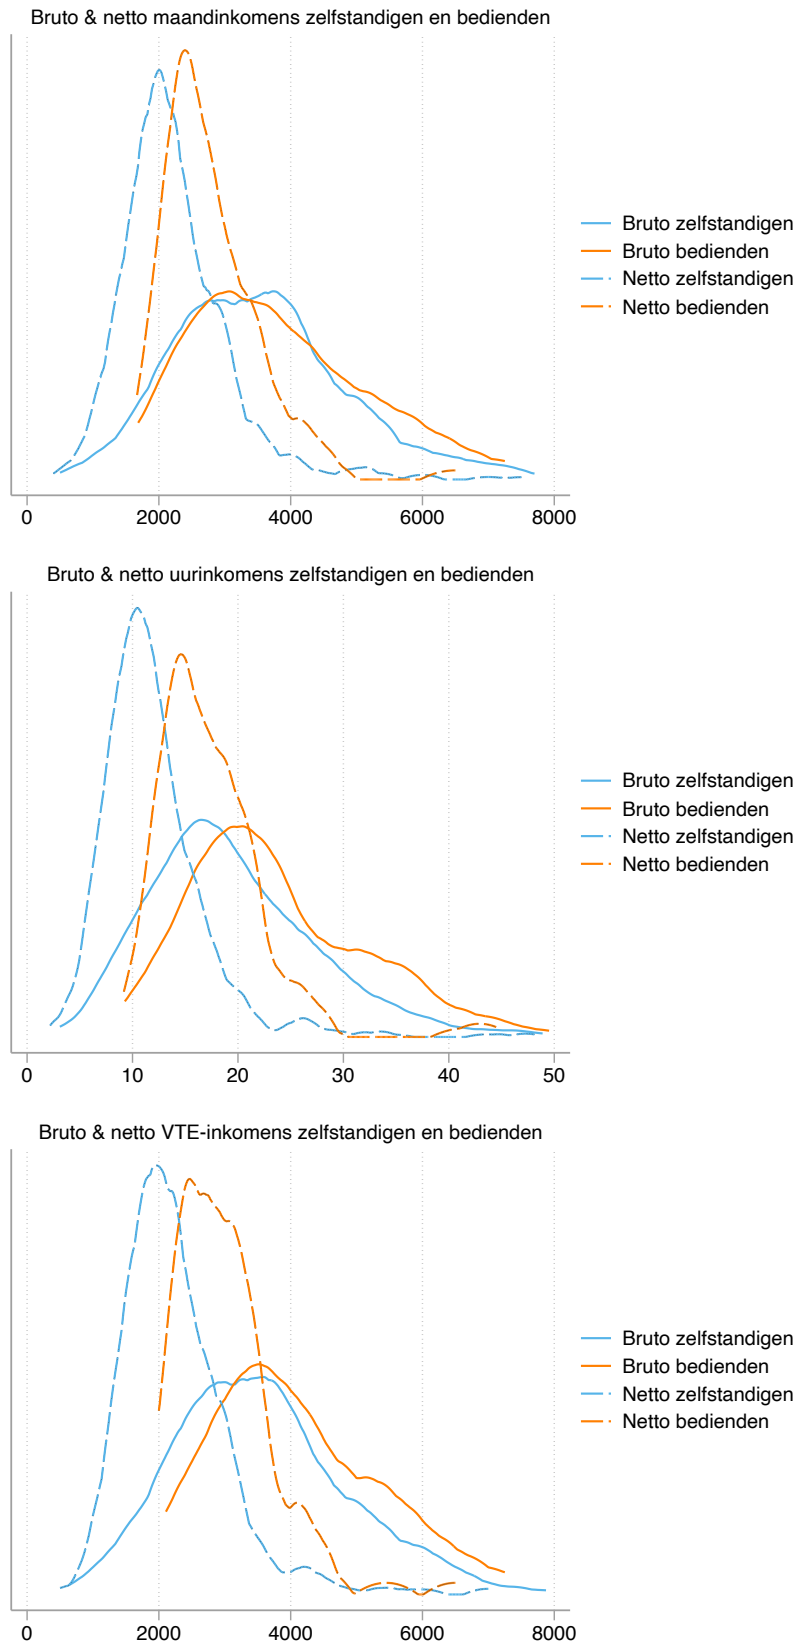 Bruto & netto maandinkomens zelfstandigen en bedienden
Bruto zelfstandigen
Bruto bedienden
Netto zelfstandigen
Netto bedienden
0 2000 4000 6000 8000
Bruto & netto uurinkomens zelfstandigen en bedienden
Bruto zelfstandigen
Bruto bedienden
Netto zelfstandigen
Netto bedienden
0 10 20 30 40 50
Bruto & netto VTE-inkomens zelfstandigen en bedienden
Bruto zelfstandigen
Bruto bedienden
Netto zelfstandigen
Netto bedienden
0 2000 4000 6000 8000